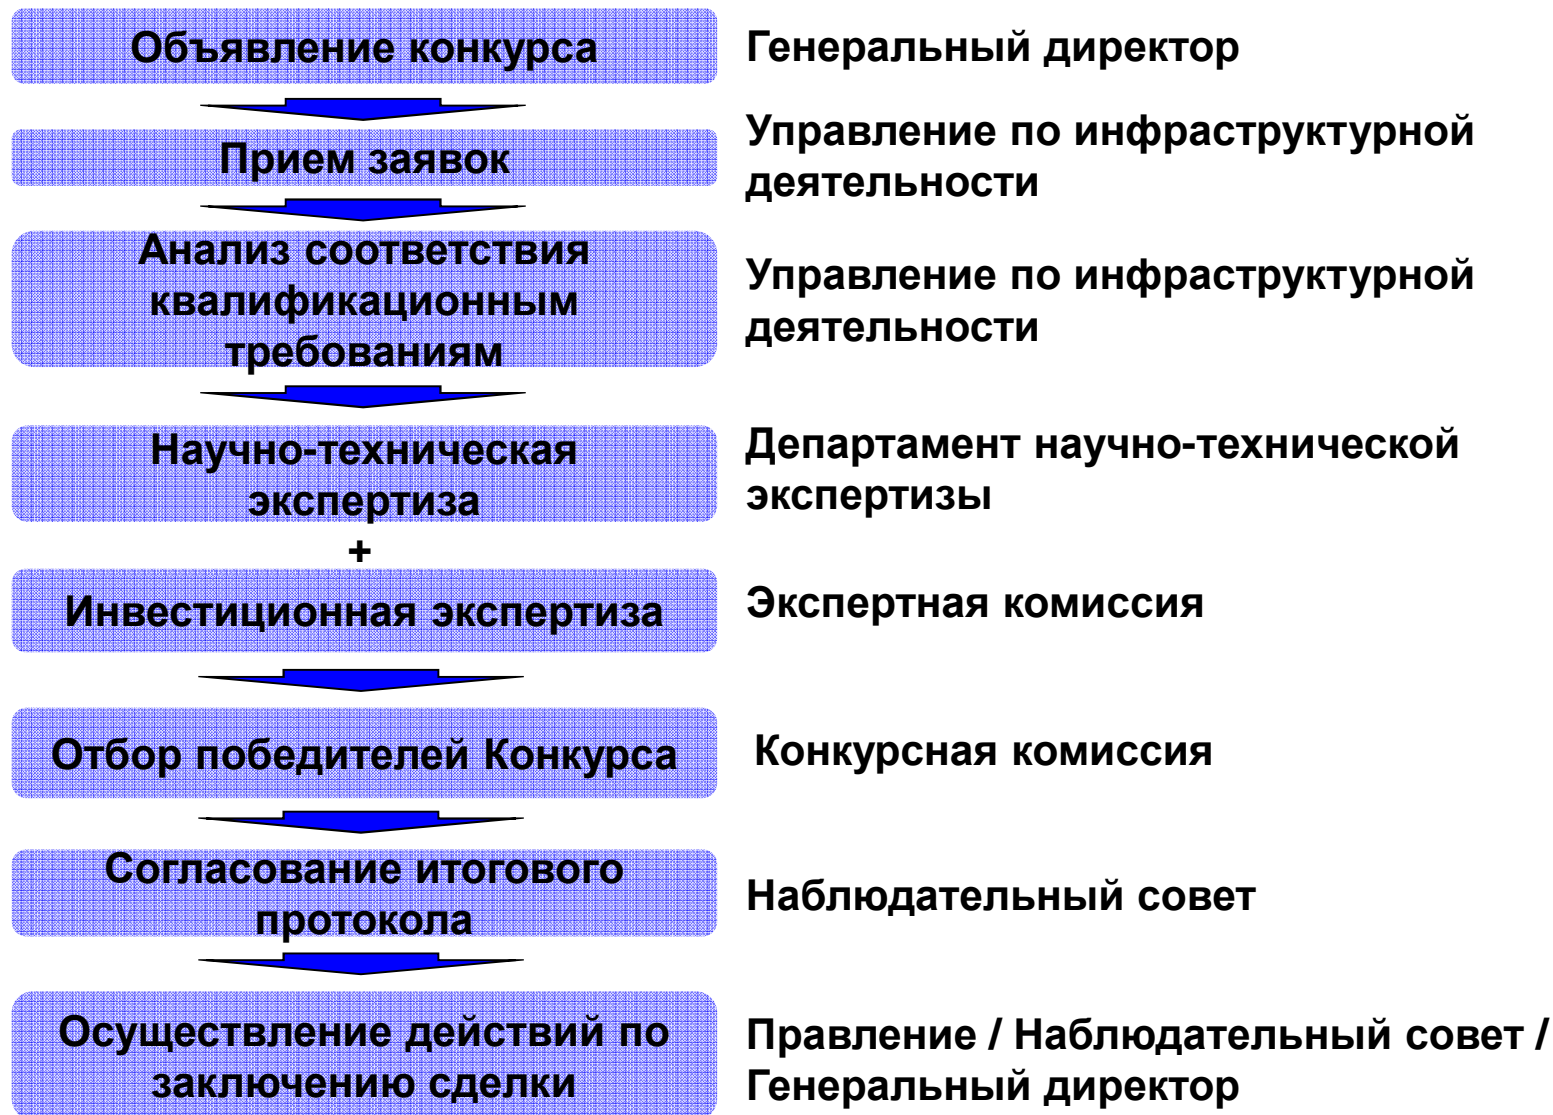 Объявление конкурса
Генеральный директор
Прием заявок
Управление по инфраструктурной
деятельности
Анализ соответствия
квалификационным
требованиям
Управление по инфраструктурной
деятельности
Научно-техническая
экспертиза
Департамент научно-технической
экспертизы
+
Инвестиционная экспертиза
Экспертная комиссия
Отбор победителей Конкурса
Конкурсная комиссия
Согласование итогового
протокола
Наблюдательный совет
Осуществление действий по
заключению сделки
Правление / Наблюдательный совет /
Генеральный директор